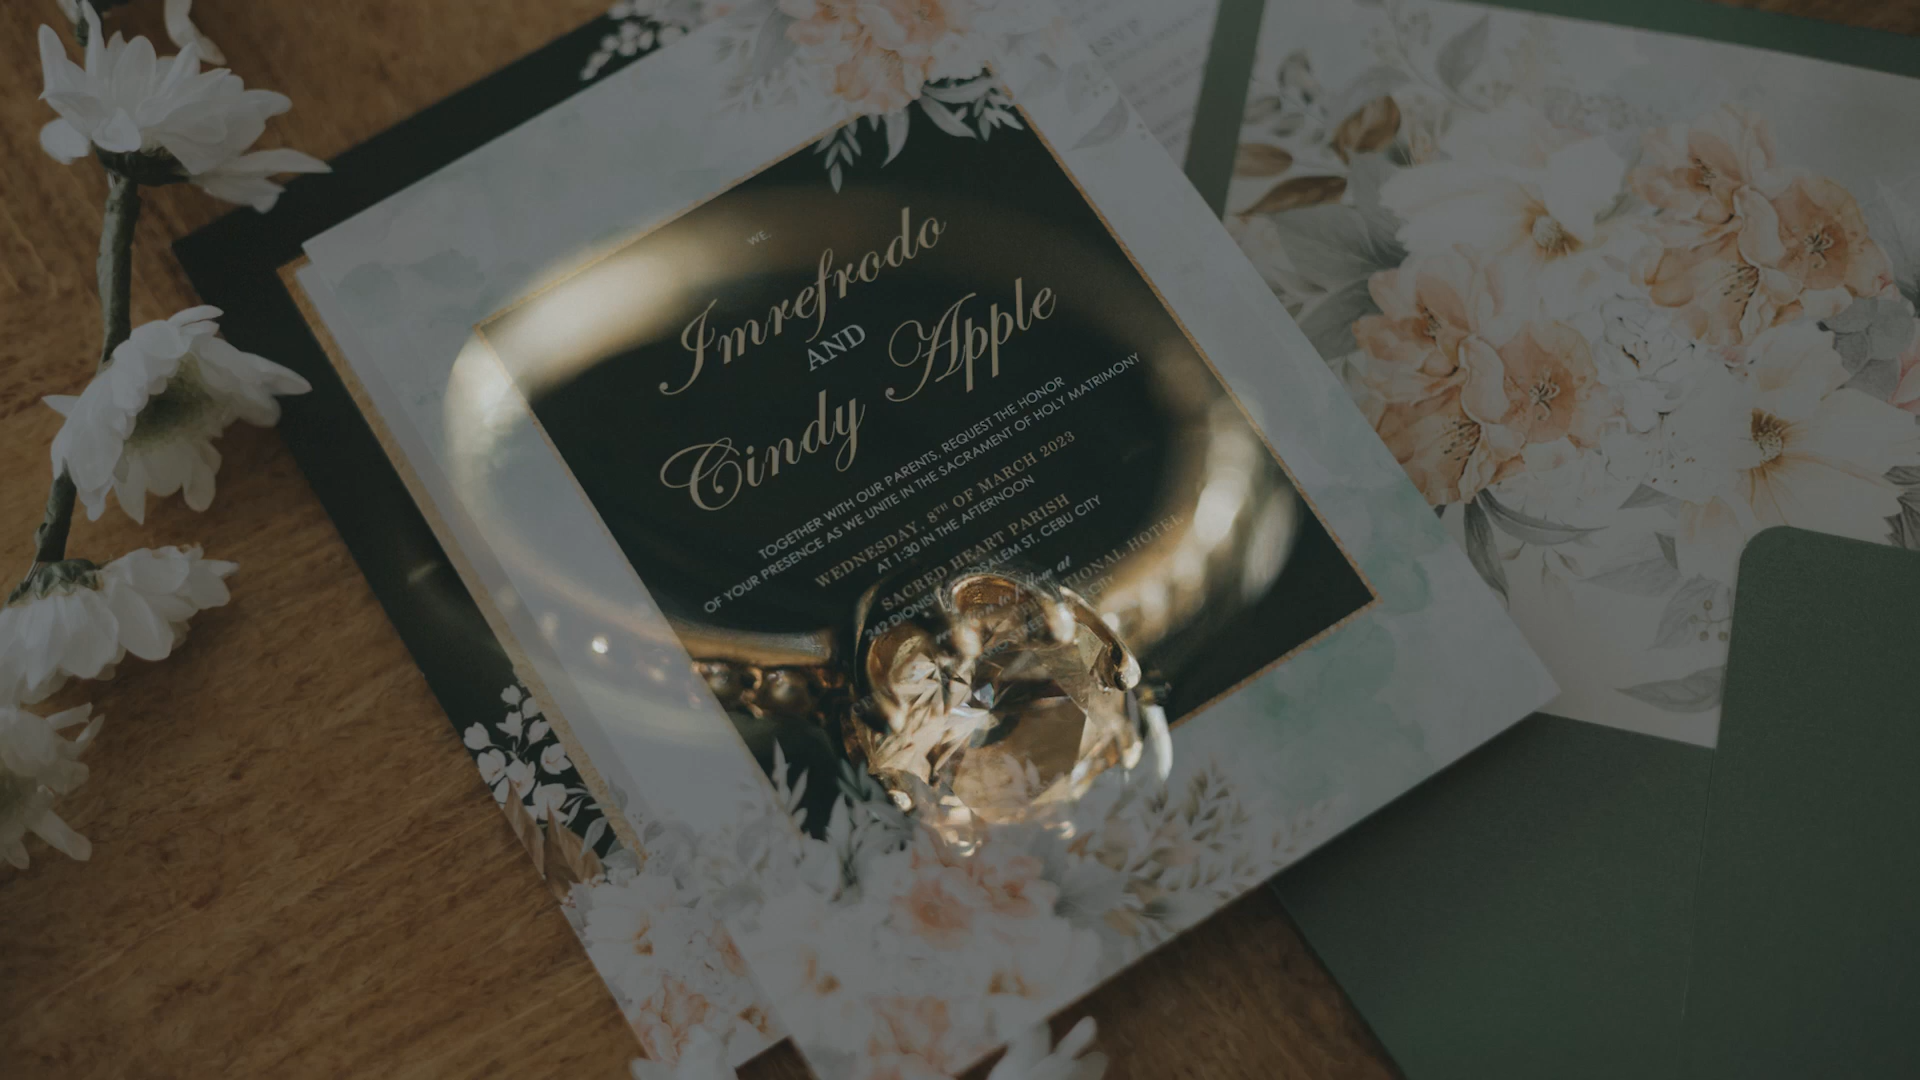 WE,
Imrefrodo
AND
Cindy Apple
TOGETHER WITH OUR PARENTS, REQUEST THE HONOR
OF YOUR PRESENCE AS WE UNITE IN THE SACRAMENT OF HOLY MATRIMONY
WEDNESDAY, 8TH OF MARCH 2023
AT 1:30 IN THE AFTERNOON
SACRED HEART PARISH
ST. CEBU CITY
HOTEL
CITY